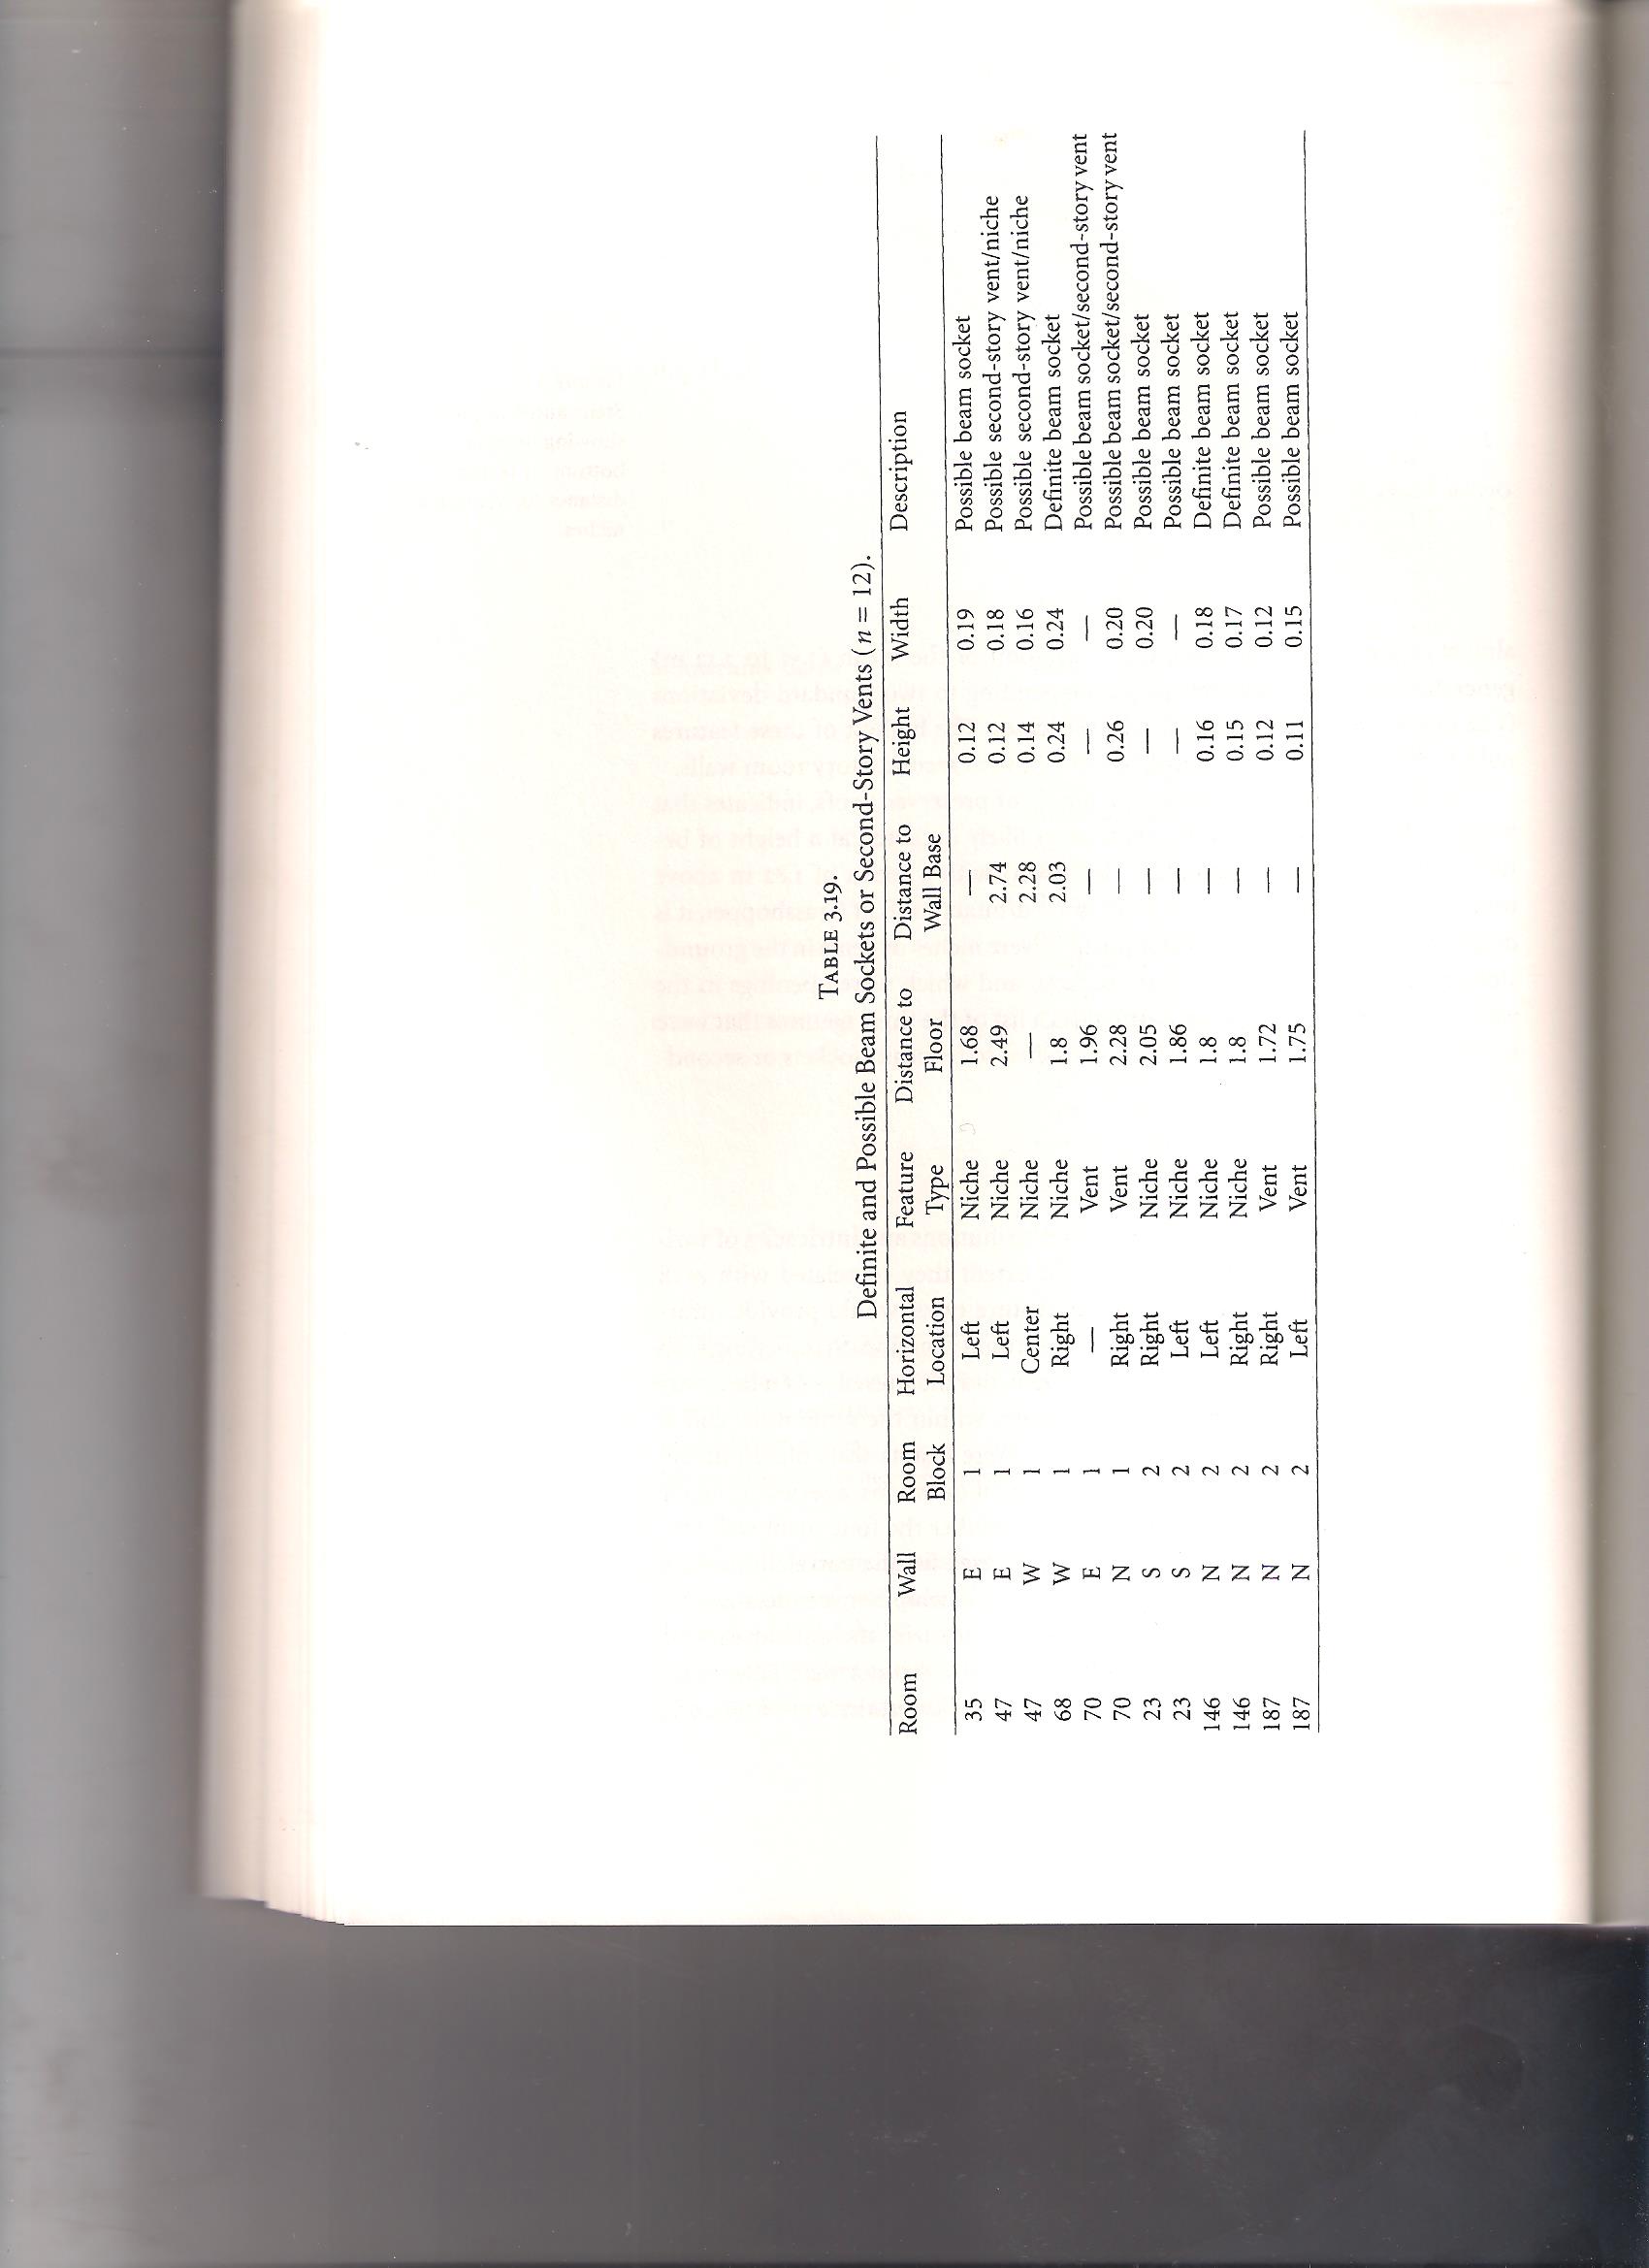 TABLE 3.19.
Definite and Possible Beam Sockets or Second-Story Vents (n = 12).
Room Wall Room Block Horizontal Location Feature Type Distance to Floor Distance to Wall Base Height Width Description
35 E 1 Left Niche 1.68 — 0.12 0.19 Possible beam socket
47 E 1 Left Niche 2.49 2.74 0.12 0.18 Possible second-story vent/niche
47 W 1 Center Niche — 2.28 0.14 0.16 Possible second-story vent/niche
68 W 1 Right Niche 1.8 2.03 0.24 0.24 Definite beam socket
70 E 1 — Vent 1.96 — — — Possible beam socket/second-story vent
70 N 1 Right Vent 2.28 — 0.26 0.20 Possible beam socket/second-story vent
23 S 2 Right Niche 2.05 — — 0.20 Possible beam socket
23 S 2 Left Niche 1.86 — — — Possible beam socket
146 N 2 Left Niche 1.8 — 0.16 0.18 Definite beam socket
146 N 2 Right Niche 1.8 — 0.15 0.17 Definite beam socket
187 N 2 Right Vent 1.72 — 0.12 0.12 Possible beam socket
187 N 2 Left Vent 1.75 — 0.11 0.15 Possible beam socket